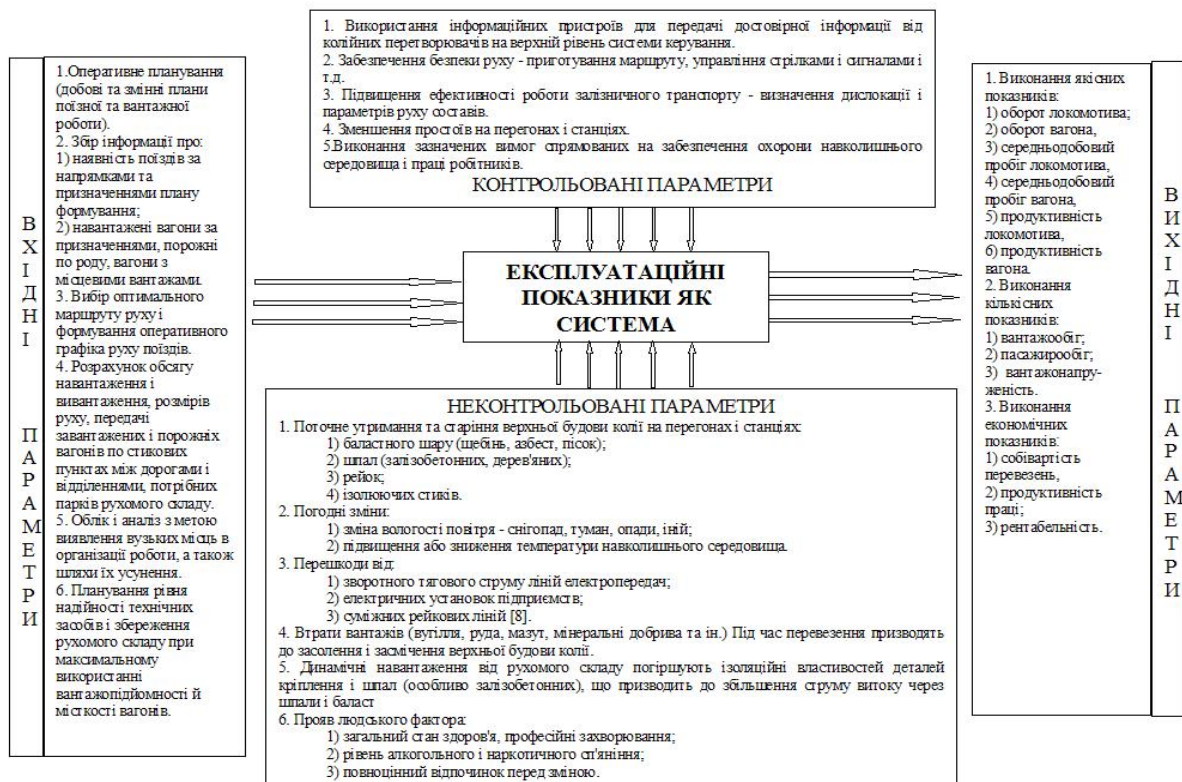 ВХІДНІ ПАРАМЕТРИ
1.Оперативне планування
(добові та змінні плани
поїзної та вантажної
роботи).
2. Збір інформації про:
1) наявність поїздів за
напрямками та
призначеннями плану
формування;
2) навантажені вагони за
призначеннями, порожні
по роду, вагони з
місцевими вантажами.
3. Вибір оптимального
маршруту руху і
формування оперативного
графіка руху поїздів.
4. Розрахунок обсягу
навантаження і
вивантаження, розмірів
руху, передачі
завантажених і порожніх
вагонів по стикових
пунктах між дорогами і
відділеннями, потрібних
парків рухомого складу.
5. Облік і аналіз з метою
виявлення вузьких місць в
організації роботи, а також
шляхи їх усунення.
6. Планування рівня
надійності технічних
засобів і збереження
рухомого складу при
максимальному
використанні
вантажопідйомності й
місткості вагонів.
1. Використання інформаційних пристроїв для передачі достовірної інформації від
колійних перетворювачів на верхній рівень системи керування.
2. Забезпечення безпеки руху - приготування маршруту, управління стрілками і сигналами і
т.д.
3. Підвищення ефективності роботи залізничного транспорту - визначення дислокації і
параметрів руху составів.
4. Зменшення простоїв на перегонах і станціях.
5.Виконання зазначених вимог спрямованих на забезпечення охорони навколишнього
середовища і праці робітників.
КОНТРОЛЬОВАНІ ПАРАМЕТРИ
ЕКСПЛУАТАЦІЙНІ
ПОКАЗНИКИ ЯК
СИСТЕМА
НЕКОНТРОЛЬОВАНІ ПАРАМЕТРИ
1. Поточне утримання та старіння верхньої будови колії на перегонах і станціях:
1) баластного шару (щебінь, азбест, пісок);
2) шпал (залізобетонних, дерев'яних);
3) рейок;
4) ізолюючих стиків.
2. Погодні зміни:
1) зміна вологості повітря - снігопад, туман, опади, іній;
2) підвищення або зниження температури навколишнього середовища.
3. Перешкоди від:
1) зворотного тягового струму ліній електропередач;
2) електричних установок підприємств;
3) суміжних рейкових ліній [8].
4. Втрати вантажів (вугілля, руда, мазут, мінеральні добрива та ін.) Під час перевезення призводять
до засолення і засмічення верхньої будови колії.
5. Динамічні навантаження від рухомого складу погіршують ізоляційні властивостей деталей
кріплення і шпал (особливо залізобетонних), що призводить до збільшення струму витоку через
шпали і баласт
6. Прояв людського фактора:
1) загальний стан здоров'я, професійні захворювання;
2) рівень алкогольного і наркотичного сп'яніння;
3) повноцінний відпочинок перед зміною.
1. Виконання якісних
показників:
1) оборот локомотива;
2) оборот вагона,
3) середньодобовий
пробіг локомотива,
4) середньодобовий
пробіг вагона,
5) продуктивність
локомотива,
6) продуктивність
вагона.
2. Виконання
кількісних
показників:
1) вантажообіг;
2) пасажирообіг;
3) вантажонапру-
женість.
3. Виконання
економічних
показників:
1) собівартість
перевезень,
2) продуктивність
праці;
3) рентабельність.
ВИХІДНІ ПАРАМЕТРИ